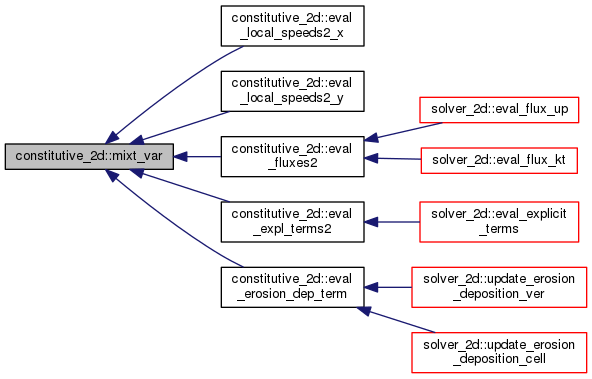 constitutive_2d::mixt_var
constitutive_2d::eval
_local_speeds2_x
constitutive_2d::eval
_local_speeds2_y
constitutive_2d::eval
_fluxes2
constitutive_2d::eval
_expl_terms2
constitutive_2d::eval
_erosion_dep_term
solver_2d::eval_flux_up
solver_2d::eval_flux_kt
solver_2d::eval_explicit
_terms
solver_2d::update_erosion
_deposition_ver
solver_2d::update_erosion
_deposition_cell